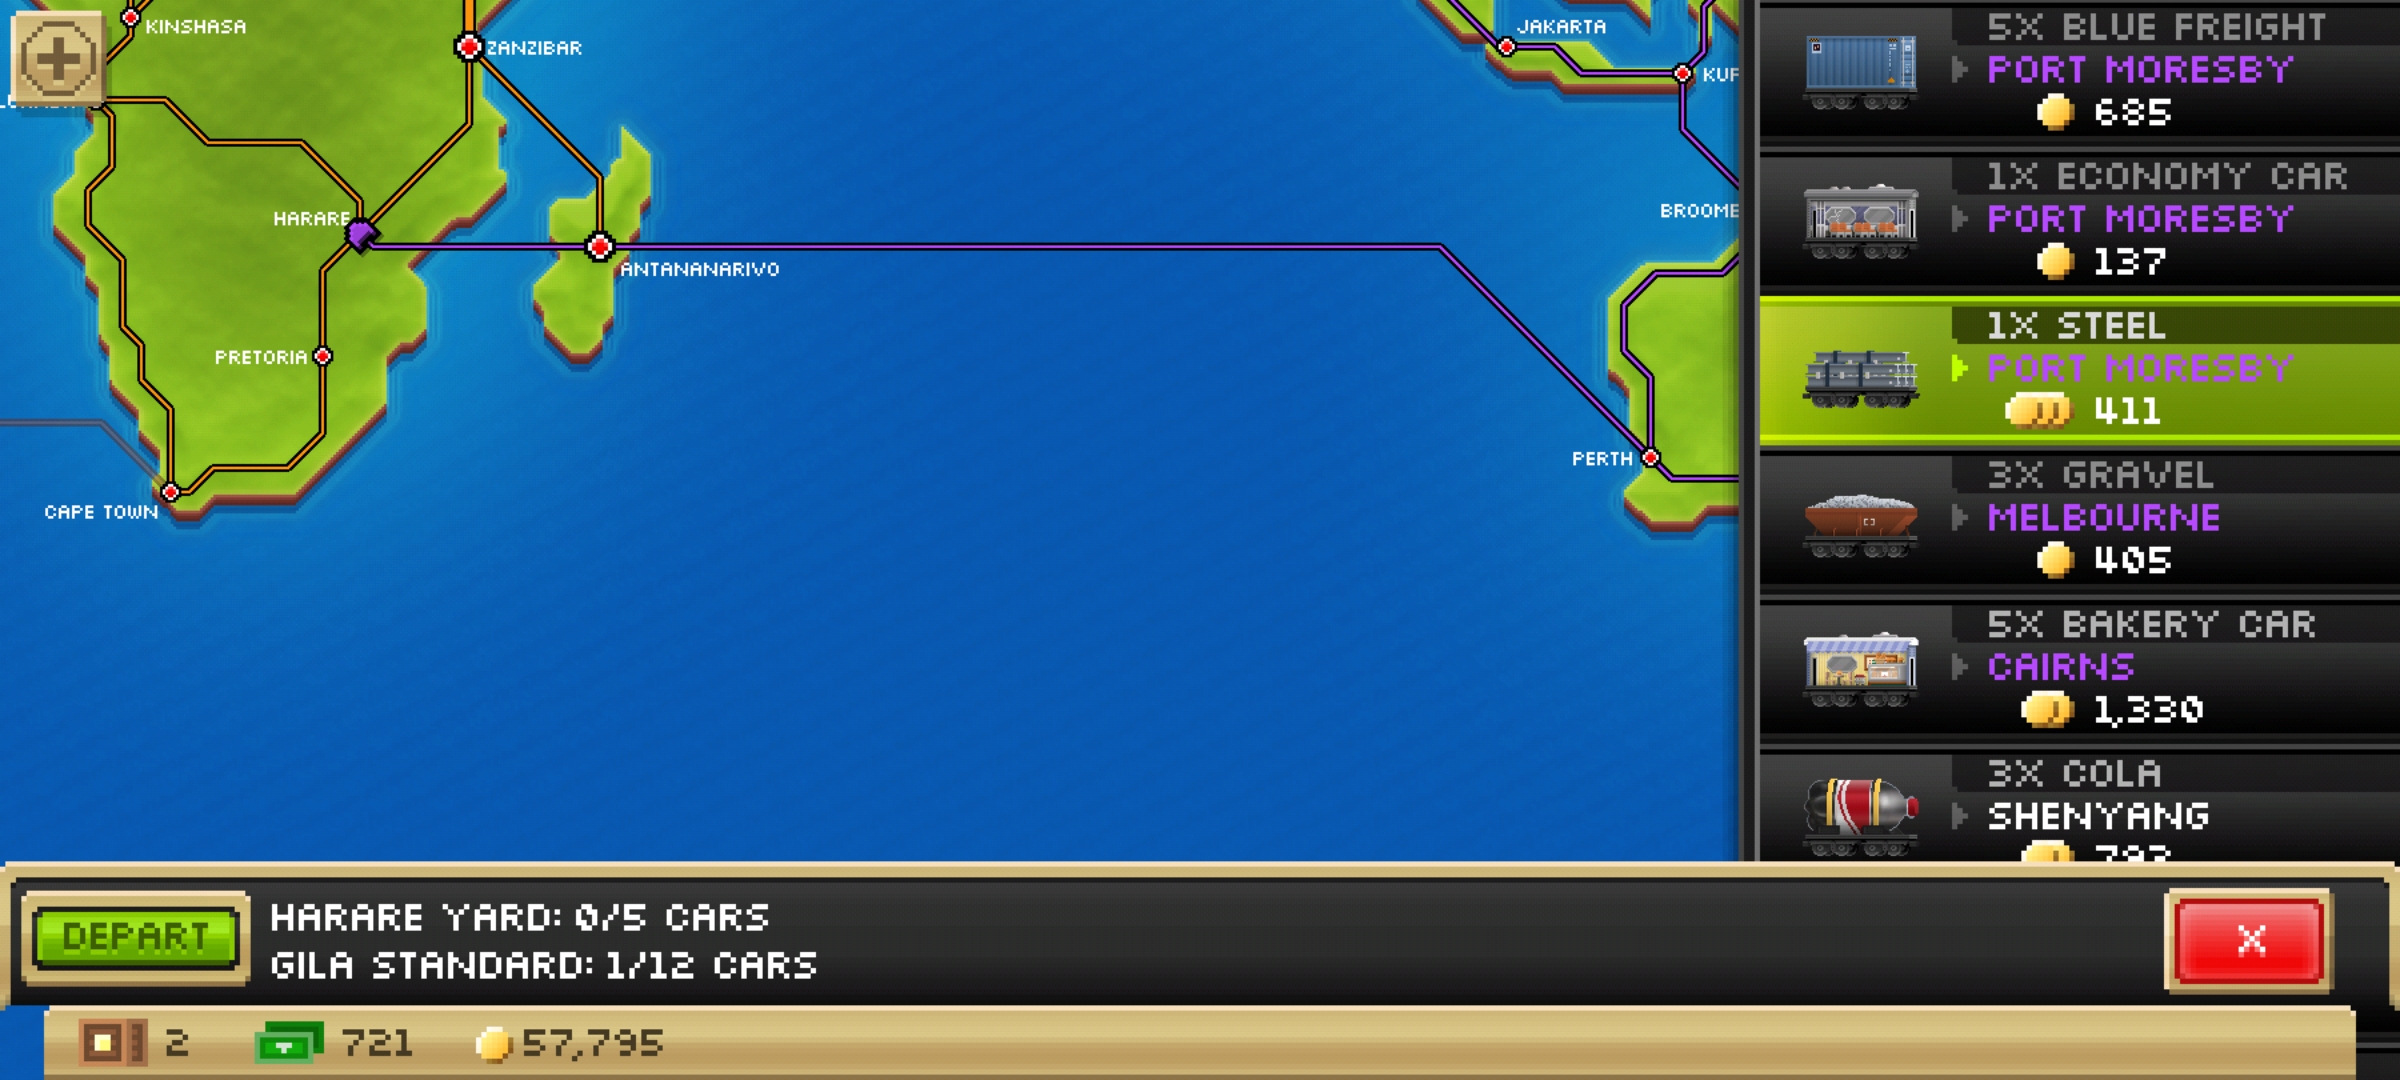 KINSHASA
ZANZIBAR
JAKARTA
KUP
HARARE
BROOME
ANTANANARIVO
PRETORIA
PERTH
CAPE TOWN
5X BLUE FREIGHT
PORT MORESBY
685
1X ECONOMY CAR
PORT MORESBY
137
1X STEEL
PORT MORESBY
411
3X GRAVEL
MELBOURNE
405
5X BAKERY CAR
CAIRNS
1,330
3X COLA
SHENYANG
DEPART
HARARE YARD: 0/5 CARS
GILA STANDARD: 1/12 CARS
X
2
721
57,795